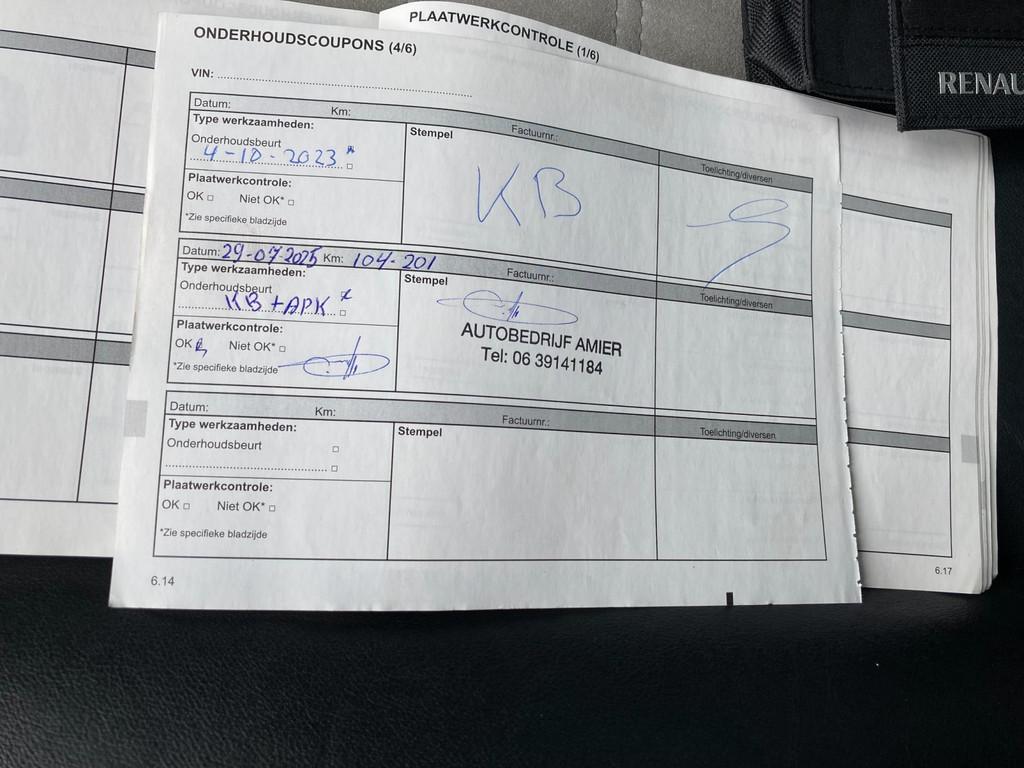 PLAATWERKCONTROLE (1/6)
ONDERHOUDSCOUPONS (4/6)
RENAU
VIN:
Datum: Km: Factuurnr.:
Type werkzaamheden: Stempel Toelichting/diversen
Onderhoudsbeurt
4-10-2023
KB
Plaatwerkcontrole:
OK □ Niet OK* □
*Zie specifieke bladzijde
Datum: 29-07-2025 Km: 104-201 Factuurnr.:
Type werkzaamheden: Stempel Toelichting/diversen
Onderhoudsbeurt
KB + APK
AUTOBEDRIJF AMIER
Tel: 06 39141184
Plaatwerkcontrole:
OK Niet OK* □
*Zie specifieke bladzijde
Datum: Km: Factuurnr.:
Type werkzaamheden: Stempel Toelichting/diversen
Onderhoudsbeurt □
□
Plaatwerkcontrole:
OK □ Niet OK* □
*Zie specifieke bladzijde
6.14
6.17